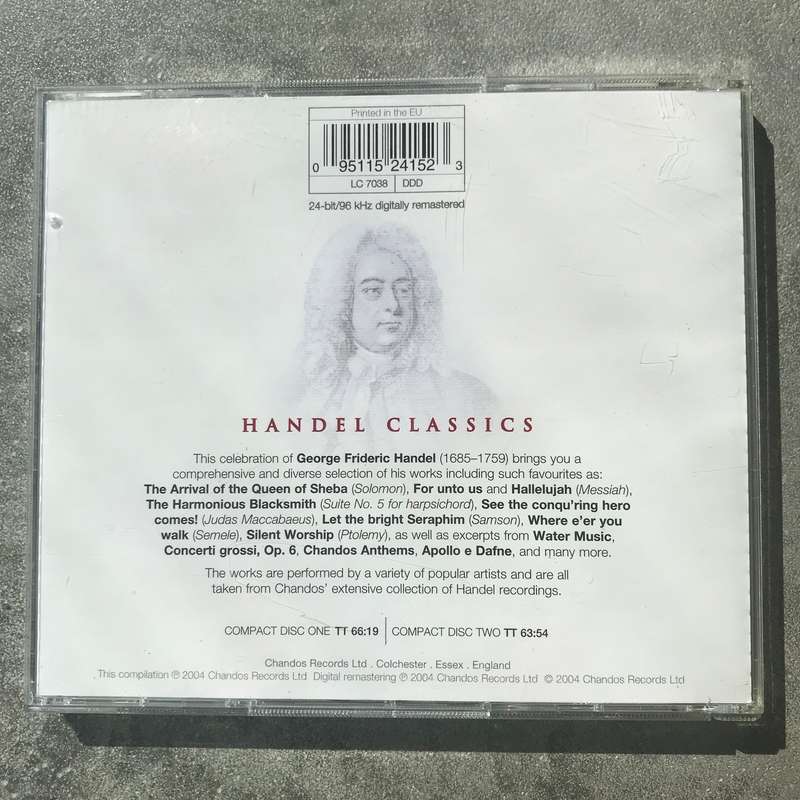 Printed in the EU
0 95115 24152 3
LC 7038 DDD
24-bit/96 kHz digitally remastered
HANDEL CLASSICS
This celebration of George Frideric Handel (1685–1759) brings you a
comprehensive and diverse selection of his works including such favourites as:
The Arrival of the Queen of Sheba (Solomon), For unto us and Hallelujah (Messiah),
The Harmonious Blacksmith (Suite No. 5 for harpsichord), See the conqu'ring hero
comes! (Judas Maccabaeus), Let the bright Seraphim (Samson), Where e'er you
walk (Semele), Silent Worship (Ptolemy), as well as excerpts from Water Music,
Concerti grossi, Op. 6, Chandos Anthems, Apollo e Dafne, and many more.
The works are performed by a variety of popular artists and are all
taken from Chandos' extensive collection of Handel recordings.
COMPACT DISC ONE TT 66:19 COMPACT DISC TWO TT 63:54
Chandos Records Ltd . Colchester . Essex . England
This compilation ℗ 2004 Chandos Records Ltd Digital remastering ℗ 2004 Chandos Records Ltd © 2004 Chandos Records Ltd